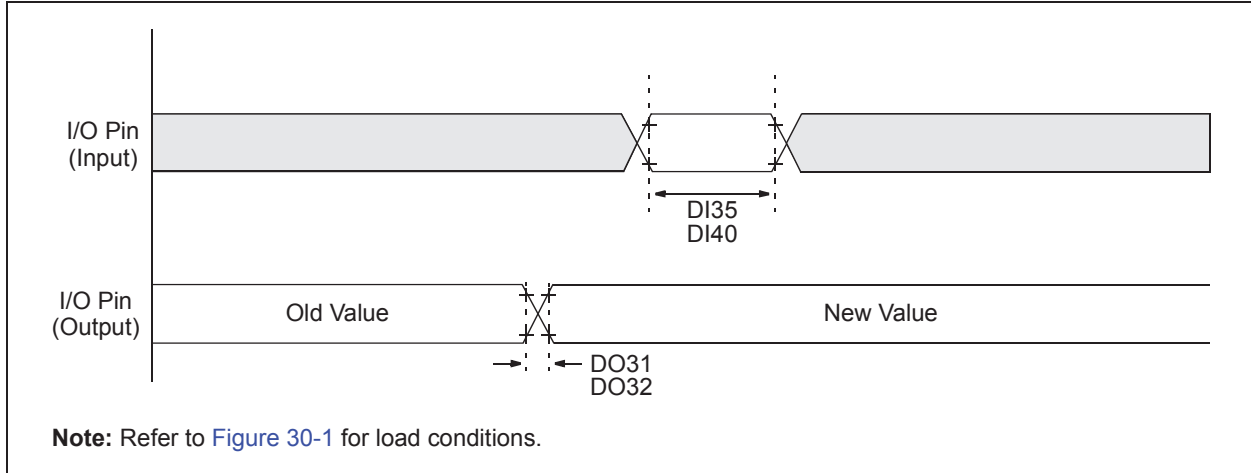 I/O Pin
(Input)
DI35
DI40
I/O Pin
(Output)
Old Value
New Value
DO31
DO32
Note: Refer to Figure 30-1 for load conditions.